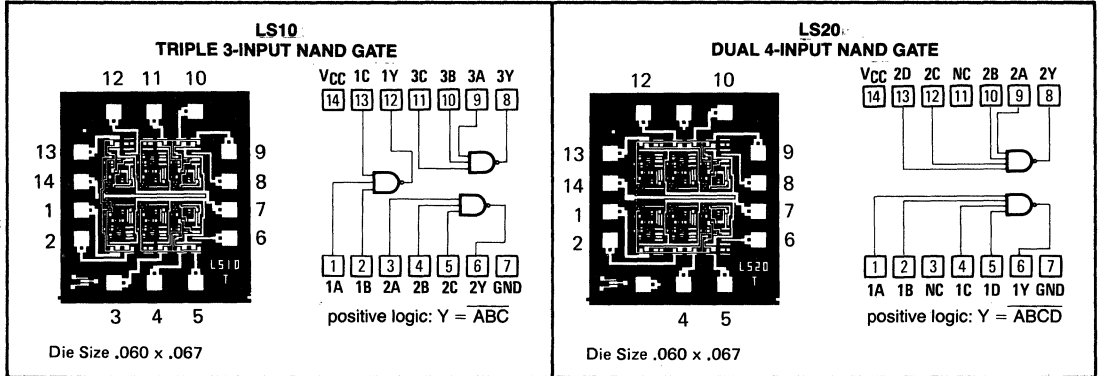 LS10
TRIPLE 3-INPUT NAND GATE
12 11 10
13
14
1
2
9
8
7
6
LS10
T
3 4 5
VCC 1C 1Y 3C 3B 3A 3Y
14 13 12 11 10 9 8
1 2 3 4 5 6 7
1A 1B 2A 2B 2C 2Y GND
positive logic: Y = A̅B̅C̅
Die Size .060 x .067
LS20
DUAL 4-INPUT NAND GATE
12 10
13
14
1
2
9
8
7
6
LS20
T
4 5
VCC 2D 2C NC 2B 2A 2Y
14 13 12 11 10 9 8
1 2 3 4 5 6 7
1A 1B NC 1C 1D 1Y GND
positive logic: Y = A̅B̅C̅D̅
Die Size .060 x .067